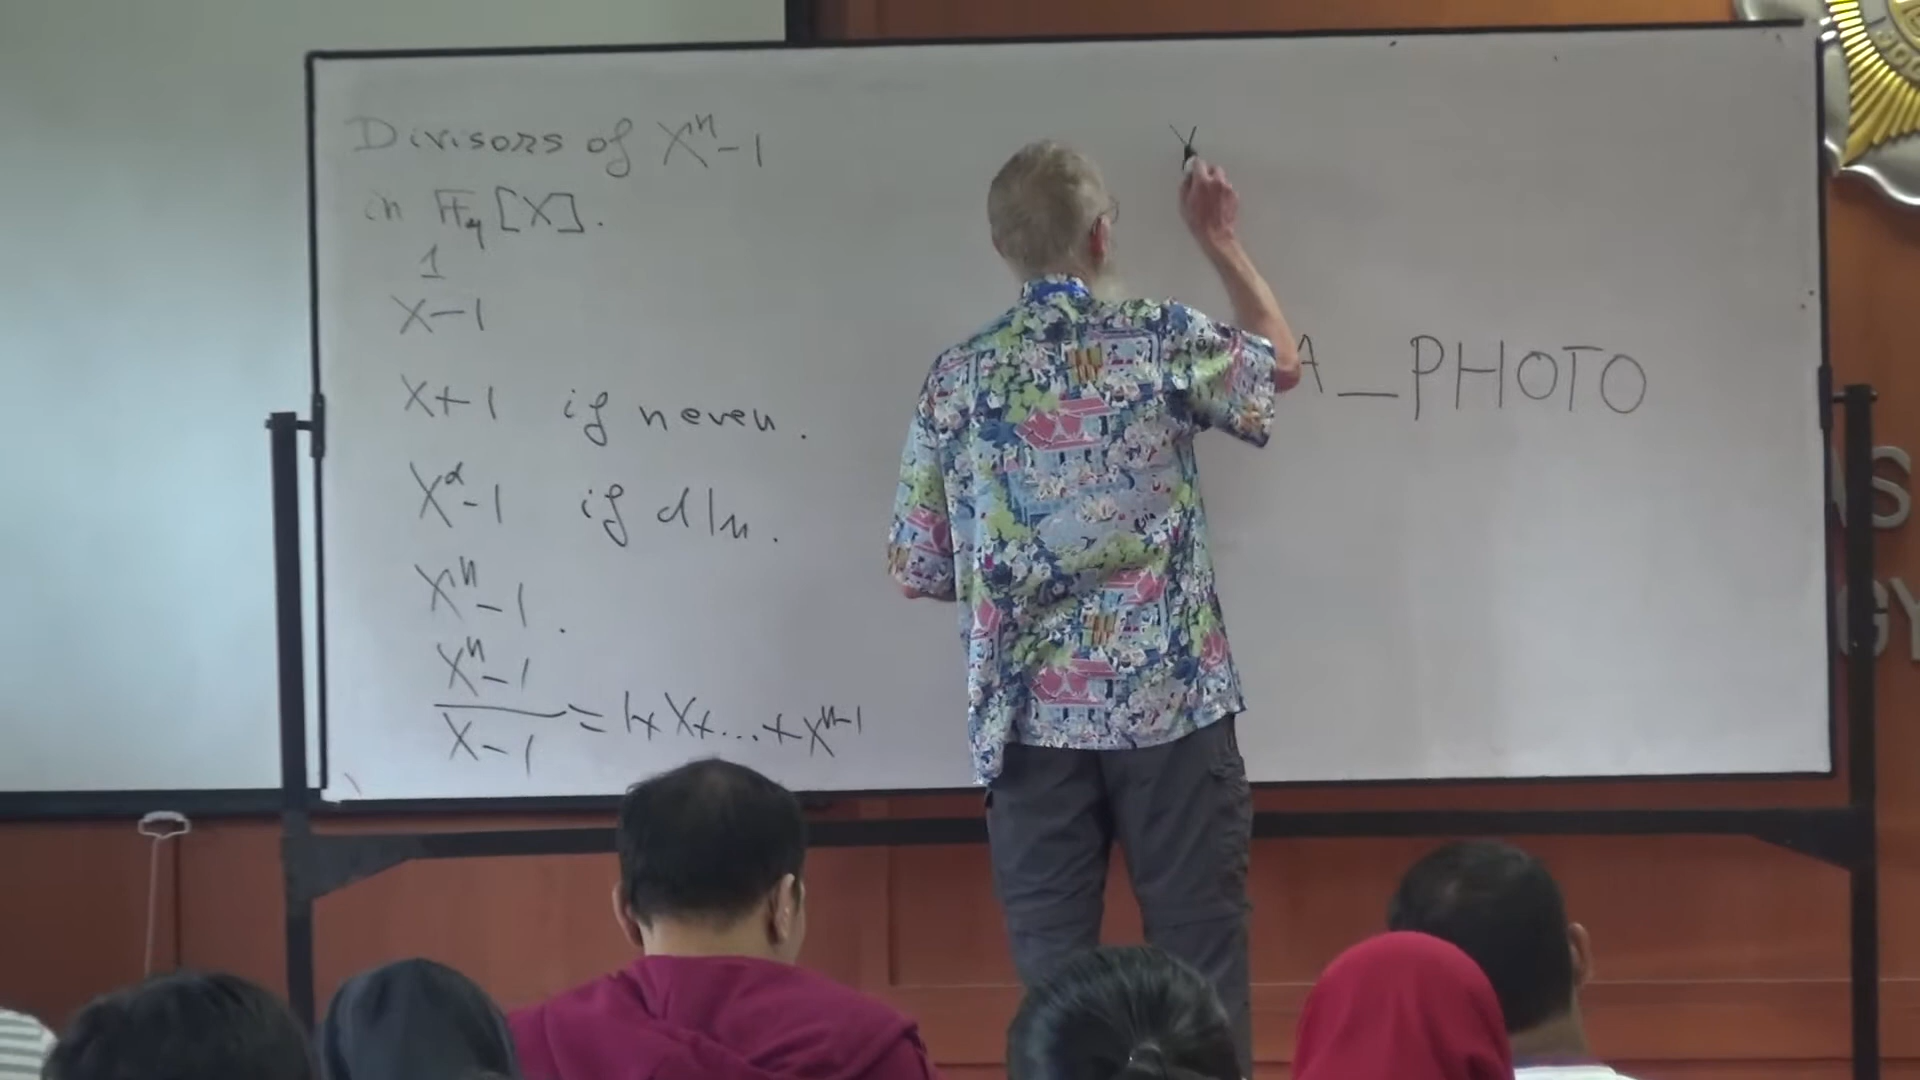 Divisors of X^n-1
in F_q[X].
1
X-1
X+1 if n even.
X^d-1 if d|n.
X^n-1.
X^n-1
X-1
= 1+X+...+X^n-1
A_PHOTO